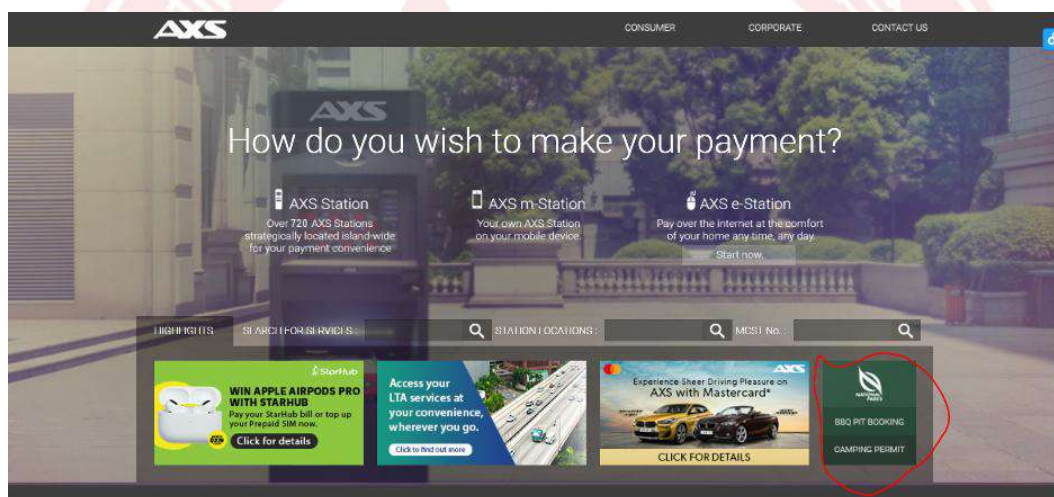 AXS
CONSUMER
CORPORATE
CONTACT US
AXS
How do you wish to make your payment?
AXS Station
Over 720 AXS Stations
strategically located island-wide
for your payment convenience
AXS m-Station
Your own AXS Station
on your mobile device.
AXS e-Station
Pay over the internet at the comfort
of your home any time, any day.
Start now.
HIGHLIGHTS
SEARCH FOR SERVICES :
STATION LOCATIONS :
MCST No. :
StarHub
WIN APPLE AIRPODS PRO
WITH STARHUB
Pay your StarHub bill or top up
your Prepaid SIM now.
Click for details
Access your
LTA services at
your convenience,
wherever you go.
Click to find out more
AXS
Experience Sheer Driving Pleasure on
AXS with Mastercard®
CLICK FOR DETAILS
NATIONAL
PARKS
BBQ PIT BOOKING
CAMPING PERMIT